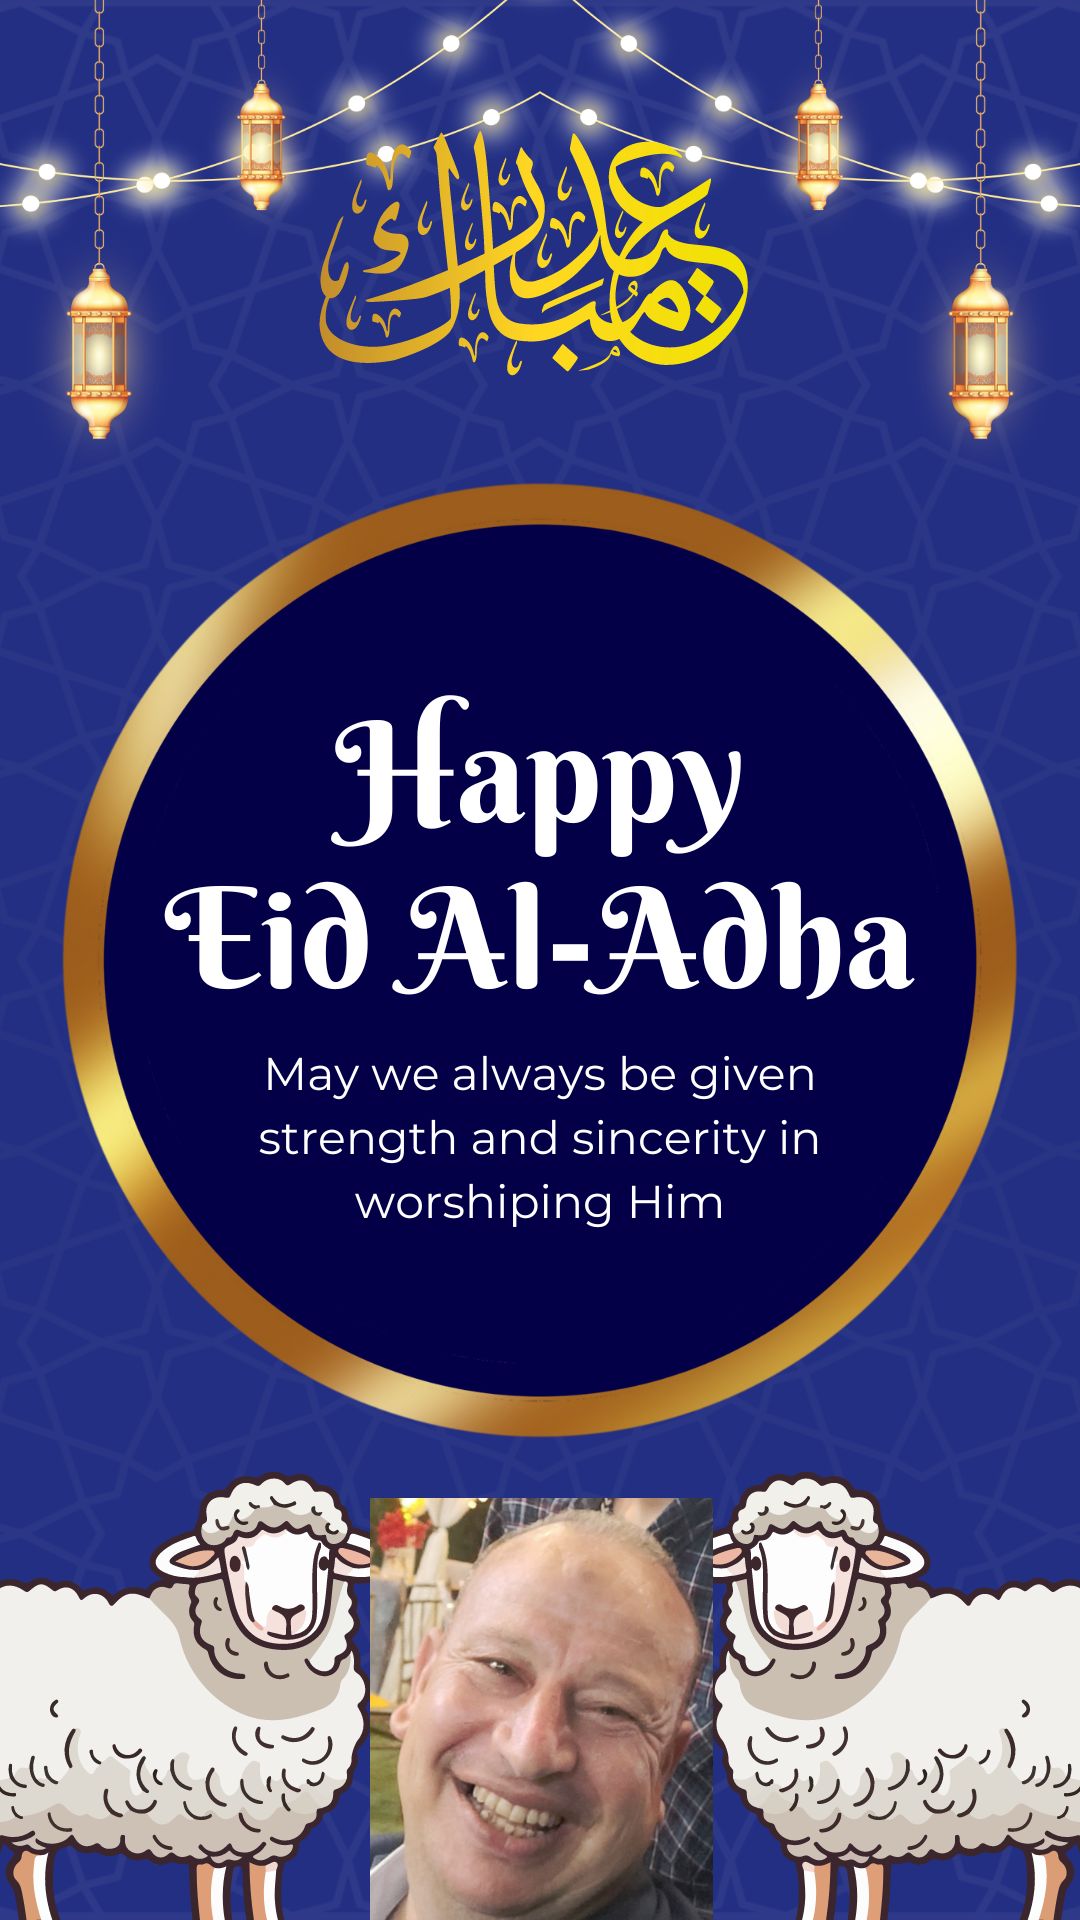 عيد مبارك
Happy
Eid Al-Adha
May we always be given
strength and sincerity in
worshiping Him